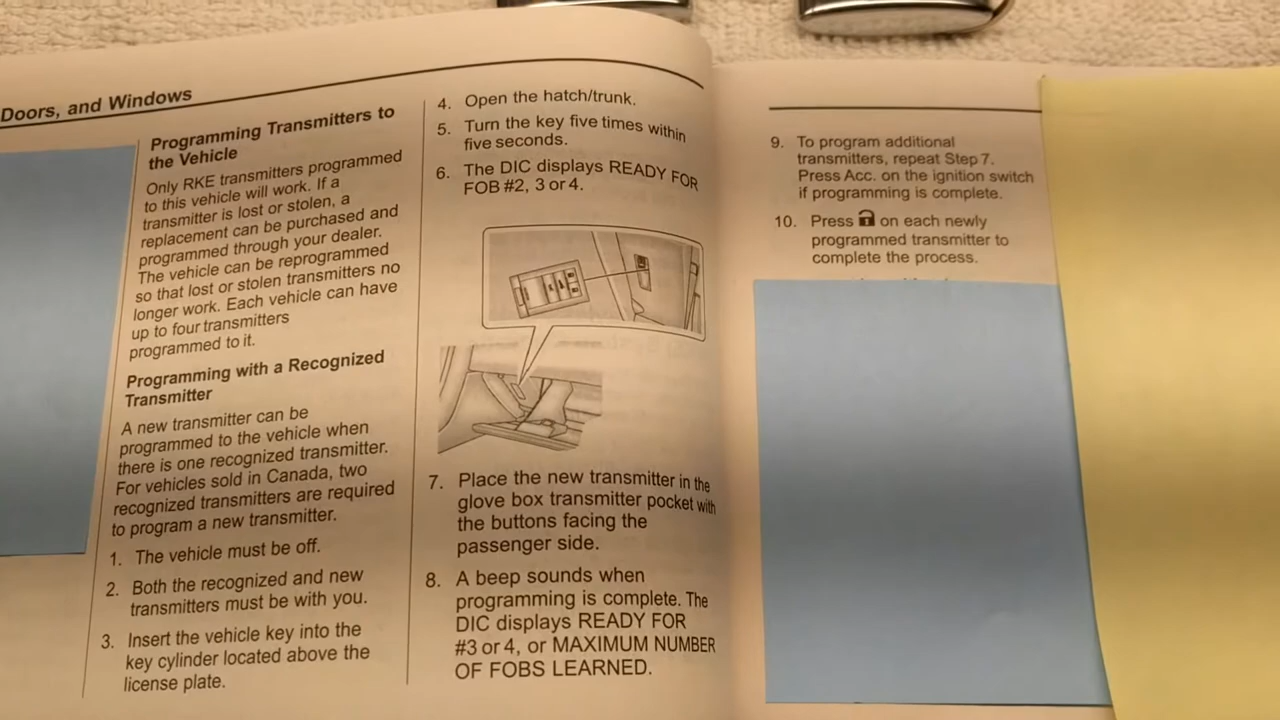 Doors, and Windows
Programming Transmitters to
the Vehicle
Only RKE transmitters programmed
to this vehicle will work. If a
transmitter is lost or stolen, a
replacement can be purchased and
programmed through your dealer.
The vehicle can be reprogrammed
so that lost or stolen transmitters no
longer work. Each vehicle can have
up to four transmitters
programmed to it.
Programming with a Recognized
Transmitter
A new transmitter can be
programmed to the vehicle when
there is one recognized transmitter.
For vehicles sold in Canada, two
recognized transmitters are required
to program a new transmitter.
1. The vehicle must be off.
2. Both the recognized and new
transmitters must be with you.
3. Insert the vehicle key into the
key cylinder located above the
license plate.
4. Open the hatch/trunk.
5. Turn the key five times within
five seconds.
6. The DIC displays READY FOR
FOB #2, 3 or 4.
7. Place the new transmitter in the
glove box transmitter pocket with
the buttons facing the
passenger side.
8. A beep sounds when
programming is complete. The
DIC displays READY FOR
#3 or 4, or MAXIMUM NUMBER
OF FOBS LEARNED.
9. To program additional
transmitters, repeat Step 7.
Press Acc. on the ignition switch
if programming is complete.
10. Press on each newly
programmed transmitter to
complete the process.